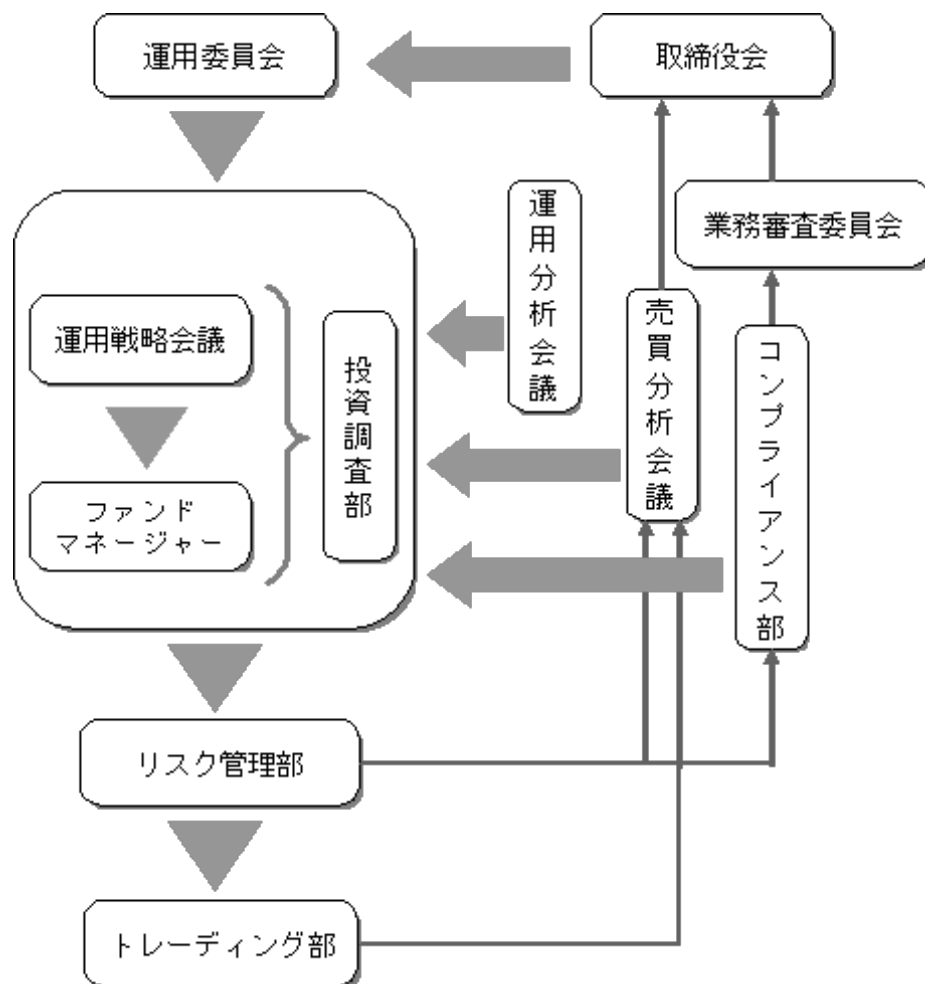 運用委員会
取締役会
運用分析会議
業務審査委員会
売買分析会議
コンプライアンス部
運用戦略会議
投資調査部
ファンド
マネージャー
リスク管理部
トレーディング部